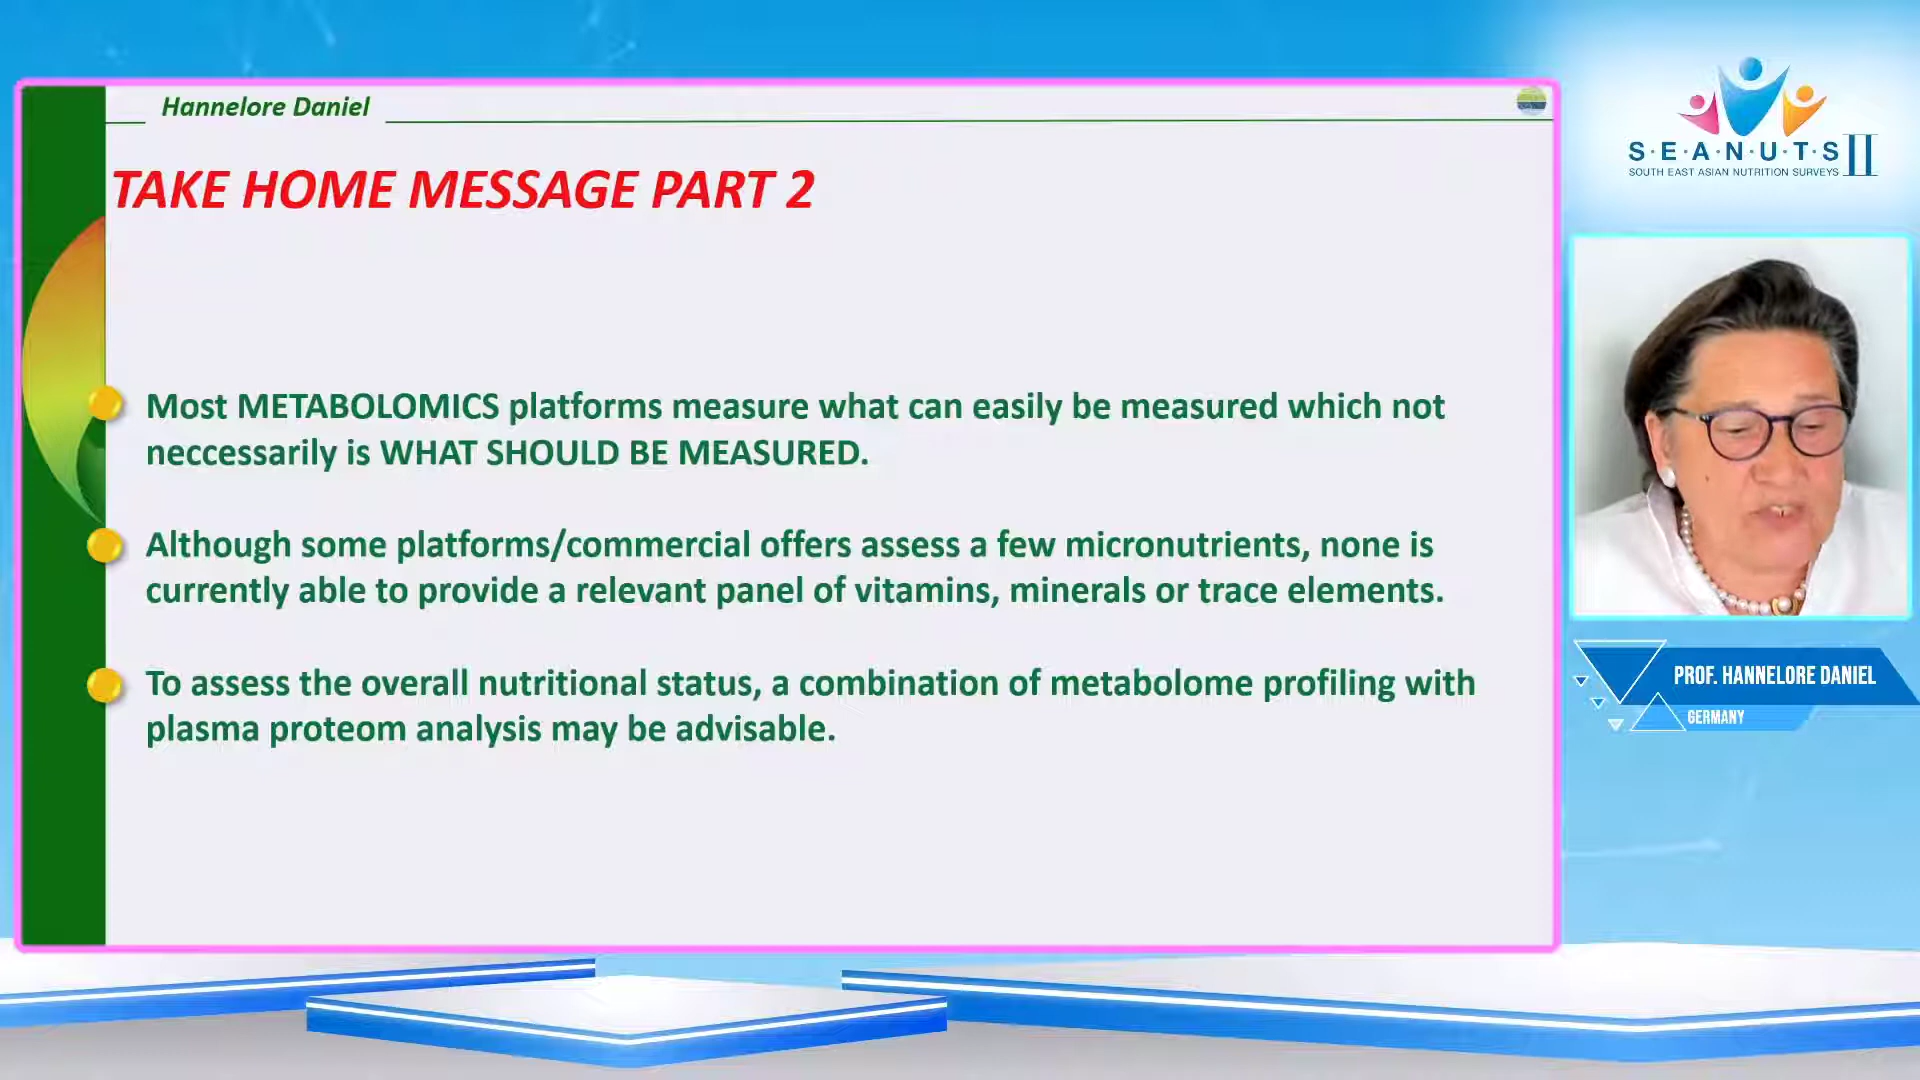 Hannelore Daniel
TAKE HOME MESSAGE PART 2
Most METABOLOMICS platforms measure what can easily be measured which not
neccessarily is WHAT SHOULD BE MEASURED.
Although some platforms/commercial offers assess a few micronutrients, none is
currently able to provide a relevant panel of vitamins, minerals or trace elements.
To assess the overall nutritional status, a combination of metabolome profiling with
plasma proteom analysis may be advisable.
S·E·A·N·U·T·S II
SOUTH EAST ASIAN NUTRITION SURVEYS
PROF. HANNELORE DANIEL
GERMANY